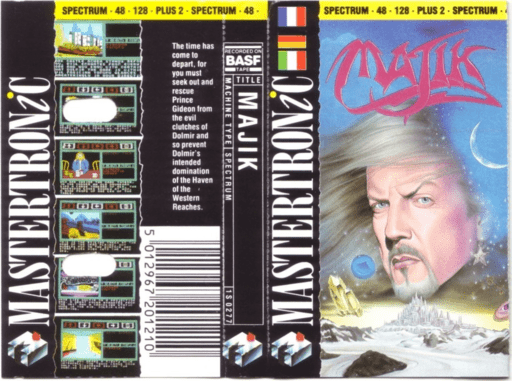 SPECTRUM · 48 · 128 · PLUS 2 · SPECTRUM · 48 ·
MASTERTRONiC
The time has
come to
depart, for
you must
seek out and
rescue
Prince
Gideon from
the evil
clutches of
Dolmir and
so prevent
Dolmir's
intended
domination
of the Haven
of the
Western
Reaches.
5 012967 201210
RECORDED ON
BASF
TAPE
TITLE
MAJIK
MACHINE TYPE
SPECTRUM
1S 0277
MASTERTRONiC
SPECTRUM · 48 · 128 · PLUS 2 · SPECTRUM · 48 ·
MAJIK